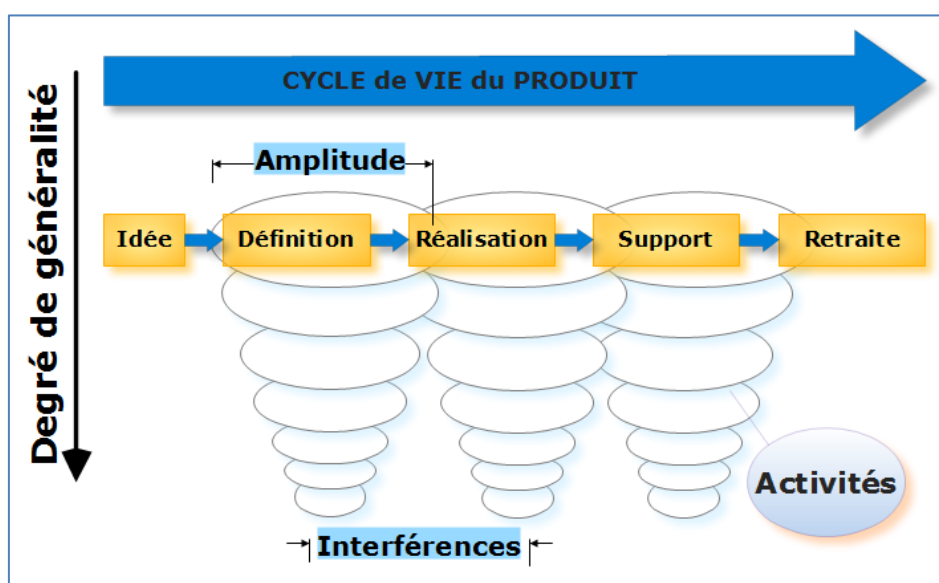 CYCLE de VIE du PRODUIT
Degré de généralité
Amplitude
Idée
Définition
Réalisation
Support
Retraite
Activités
Interférences